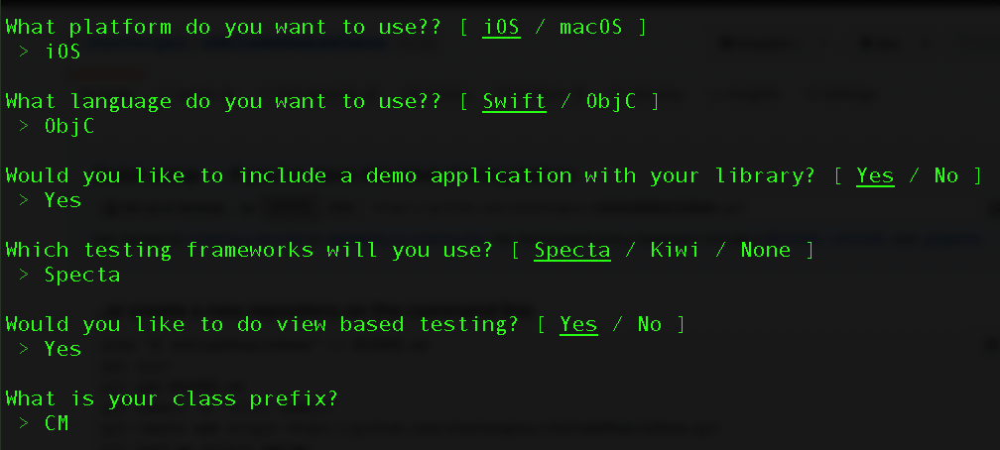 What platform do you want to use?? [ iOS / macOS ]
> iOS
What language do you want to use?? [ Swift / ObjC ]
> ObjC
Would you like to include a demo application with your library? [ Yes / No ]
> Yes
Which testing frameworks will you use? [ Specta / Kiwi / None ]
> Specta
Would you like to do view based testing? [ Yes / No ]
> Yes
What is your class prefix?
> CM